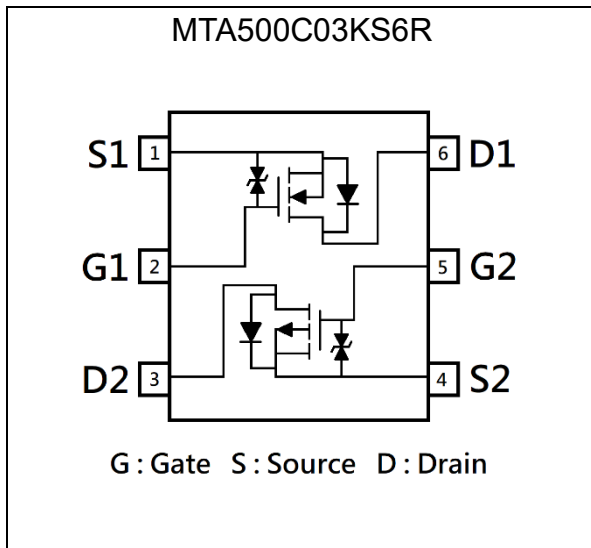 MTA500C03KS6R
S1 1 6 D1
G1 2 5 G2
D2 3 4 S2
G : Gate S : Source D : Drain